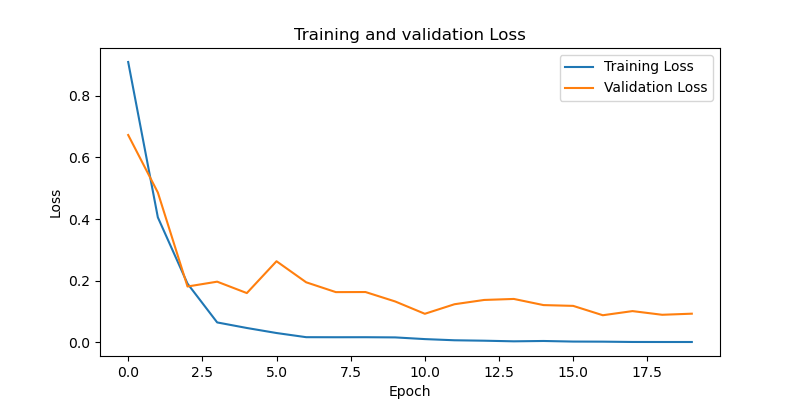 Training and validation Loss
Training Loss
Validation Loss
Loss
0.8
0.6
0.4
0.2
0.0
0.0 2.5 5.0 7.5 10.0 12.5 15.0 17.5
Epoch